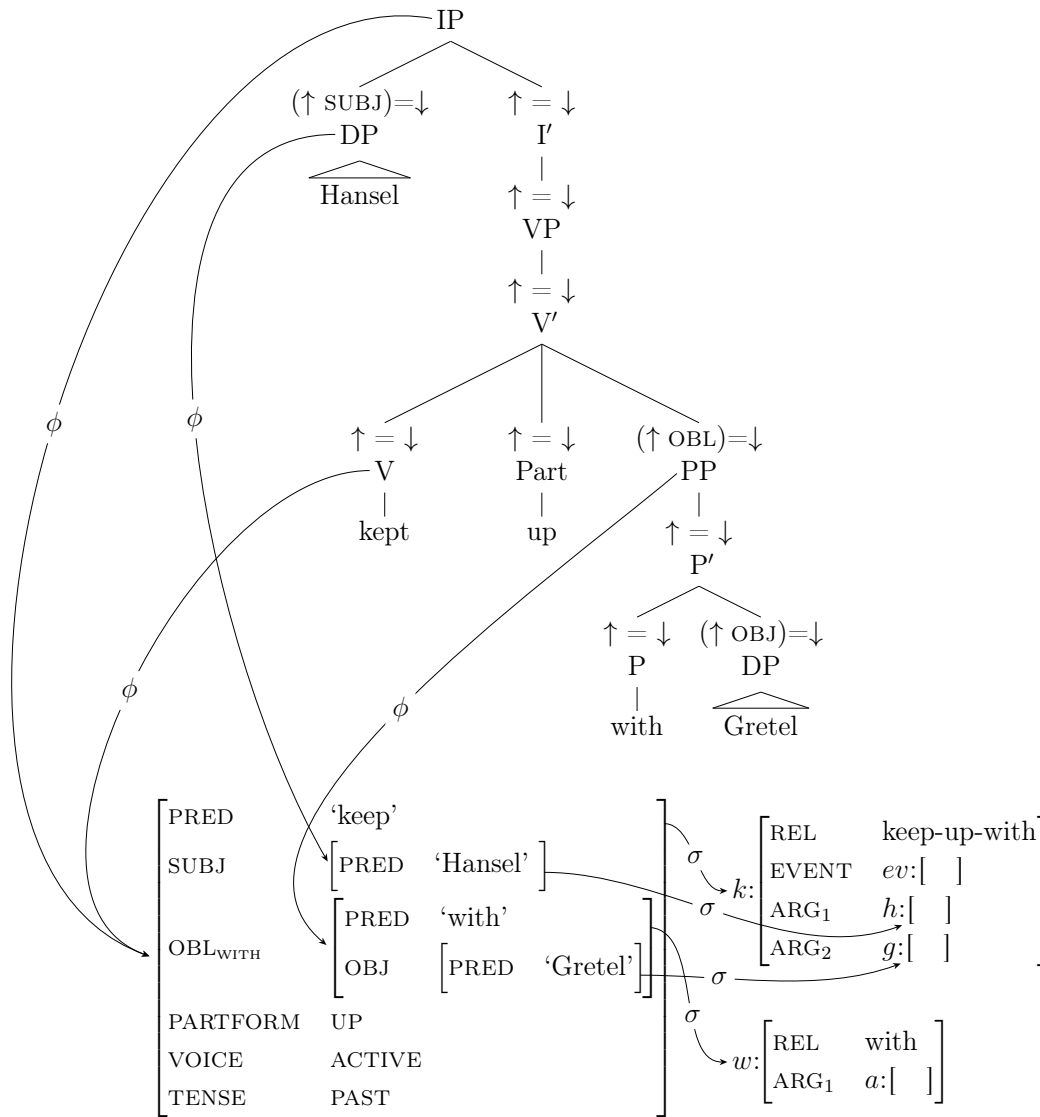 IP
(↑ SUBJ)=↓ ↑ = ↓
DP I′
Hansel ↑ = ↓
VP
↑ = ↓
V′
ϕ ϕ
↑ = ↓ ↑ = ↓ (↑ OBL)=↓
V Part PP
kept up ↑ = ↓
P′
↑ = ↓ (↑ OBJ)=↓
P DP
ϕ ϕ
with Gretel
PRED ‘keep’
SUBJ [PRED ‘Hansel’]
OBL_WITH [PRED ‘with’
OBJ [PRED ‘Gretel’]]
PARTFORM UP
VOICE ACTIVE
TENSE PAST
σ
σ
σ
σ
k:[REL keep-up-with
EVENT ev:[ ]
ARG₁ h:[ ]
ARG₂ g:[ ]]
w:[REL with
ARG₁ a:[ ]]